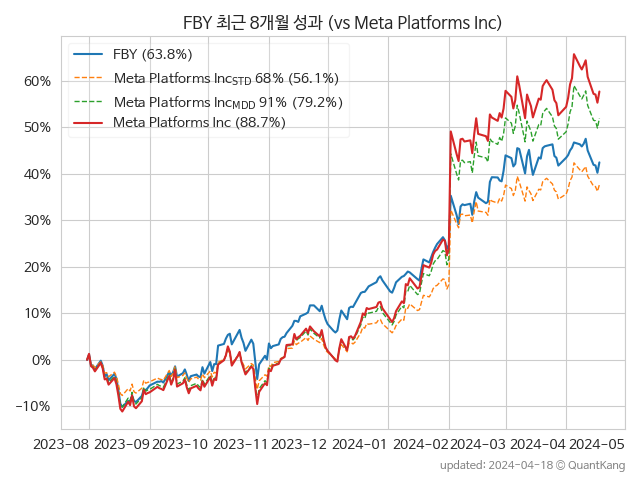 FBY 최근 8개월 성과 (vs Meta Platforms Inc)
FBY (63.8%)
Meta Platforms IncSTD 68% (56.1%)
Meta Platforms IncMDD 91% (79.2%)
Meta Platforms Inc (88.7%)
60%
50%
40%
30%
20%
10%
0%
−10%
2023-08 2023-09 2023-10 2023-11 2023-12 2024-01 2024-02 2024-03 2024-04 2024-05
updated: 2024-04-18 @ QuantKang